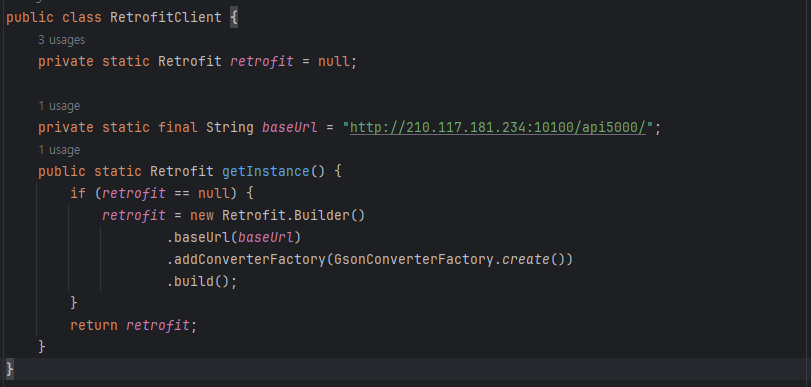 public class RetrofitClient {
3 usages
private static Retrofit retrofit = null;
1 usage
private static final String baseUrl = "http://210.117.181.234:10100/api5000/";
1 usage
public static Retrofit getInstance() {
if (retrofit == null) {
retrofit = new Retrofit.Builder()
.baseUrl(baseUrl)
.addConverterFactory(GsonConverterFactory.create())
.build();
}
return retrofit;
}
}